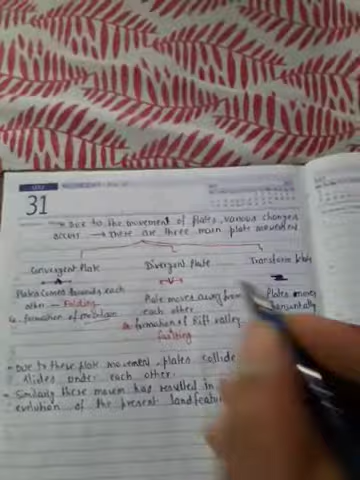 31
→ Due to the movement of plates, various changes
occurs → There are three main plate movement
Convergent Plate
Divergent Plate
Transform Plate
Plates comes towards each
other — Folding
formation of mountain
Plate moves away from
each other
formation of Rift valley
faulting
Plates moves
horizontally
Due to these plate movement, plates collide
slides under each other.
Similarly these movem has resulted in
evolution of the present landfeatu